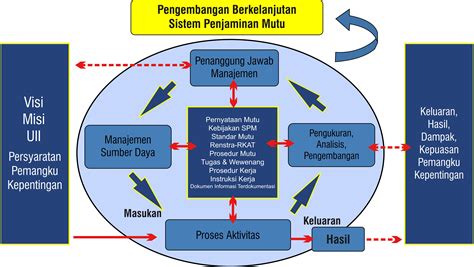 Pengembangan Berkelanjutan
Sistem Penjaminan Mutu
Visi
Misi
UII
Persyaratan
Pemangku
Kepentingan
Penanggung Jawab
Manajemen
Manajemen
Sumber Daya
Pernyataan Mutu
Kebijakan SPM
Standar Mutu
Renstra-RKAT
Prosedur Mutu
Tugas & Wewenang
Prosedur Kerja
Instruksi Kerja
Dokumen Informasi Terdokumentasi
Pengukuran,
Analisis,
Pengembangan
Masukan
Proses Aktivitas
Keluaran
Hasil
Keluaran,
Hasil,
Dampak,
Kepuasan
Pemangku
Kepentingan